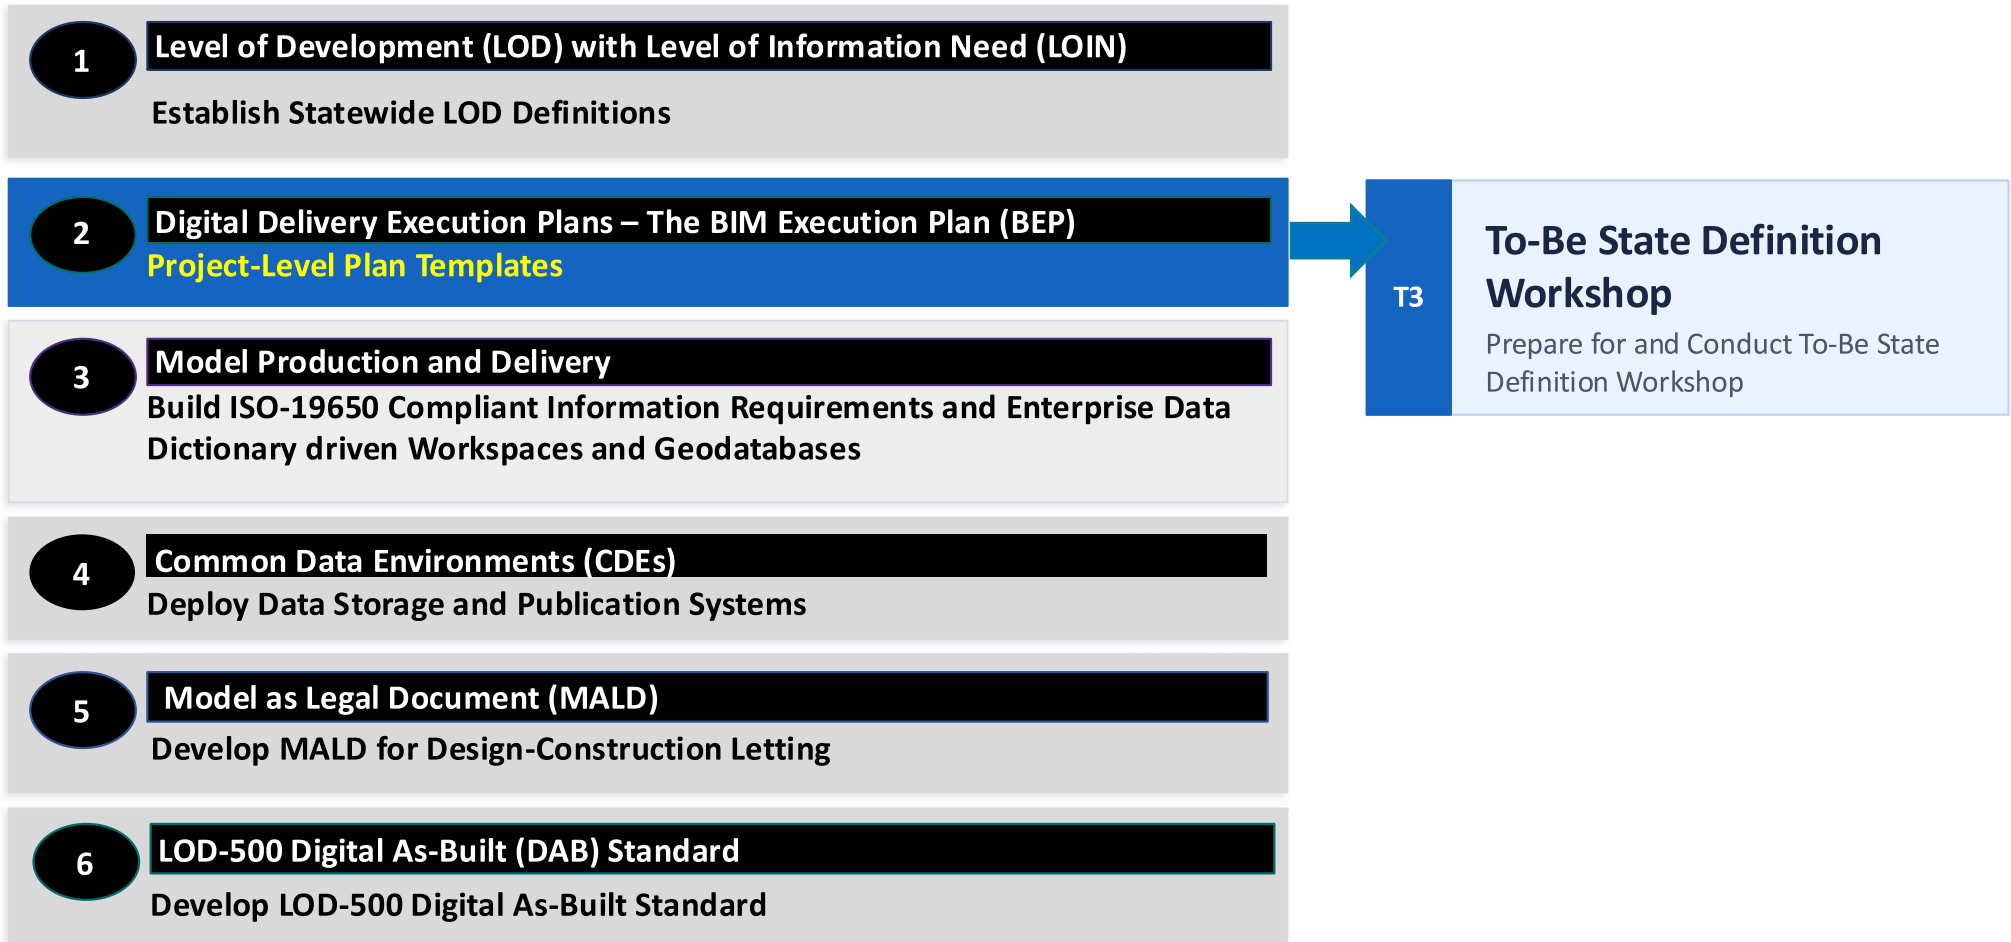 1
Level of Development (LOD) with Level of Information Need (LOIN)
Establish Statewide LOD Definitions
2
Digital Delivery Execution Plans – The BIM Execution Plan (BEP)
Project-Level Plan Templates
T3
To-Be State Definition
Workshop
Prepare for and Conduct To-Be State
Definition Workshop
3
Model Production and Delivery
Build ISO-19650 Compliant Information Requirements and Enterprise Data
Dictionary driven Workspaces and Geodatabases
4
Common Data Environments (CDEs)
Deploy Data Storage and Publication Systems
5
Model as Legal Document (MALD)
Develop MALD for Design-Construction Letting
6
LOD-500 Digital As-Built (DAB) Standard
Develop LOD-500 Digital As-Built Standard